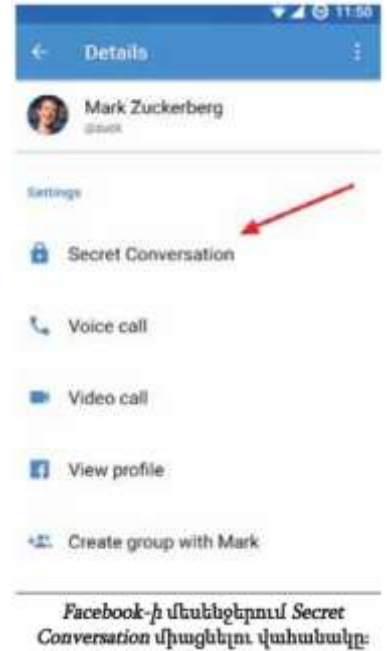 11:50
Details
Mark Zuckerberg
Settings
Secret Conversation
Voice call
Video call
View profile
Create group with Mark
Facebook-ի մեսենջերում Secret
Conversation միացնելու վահանակը: